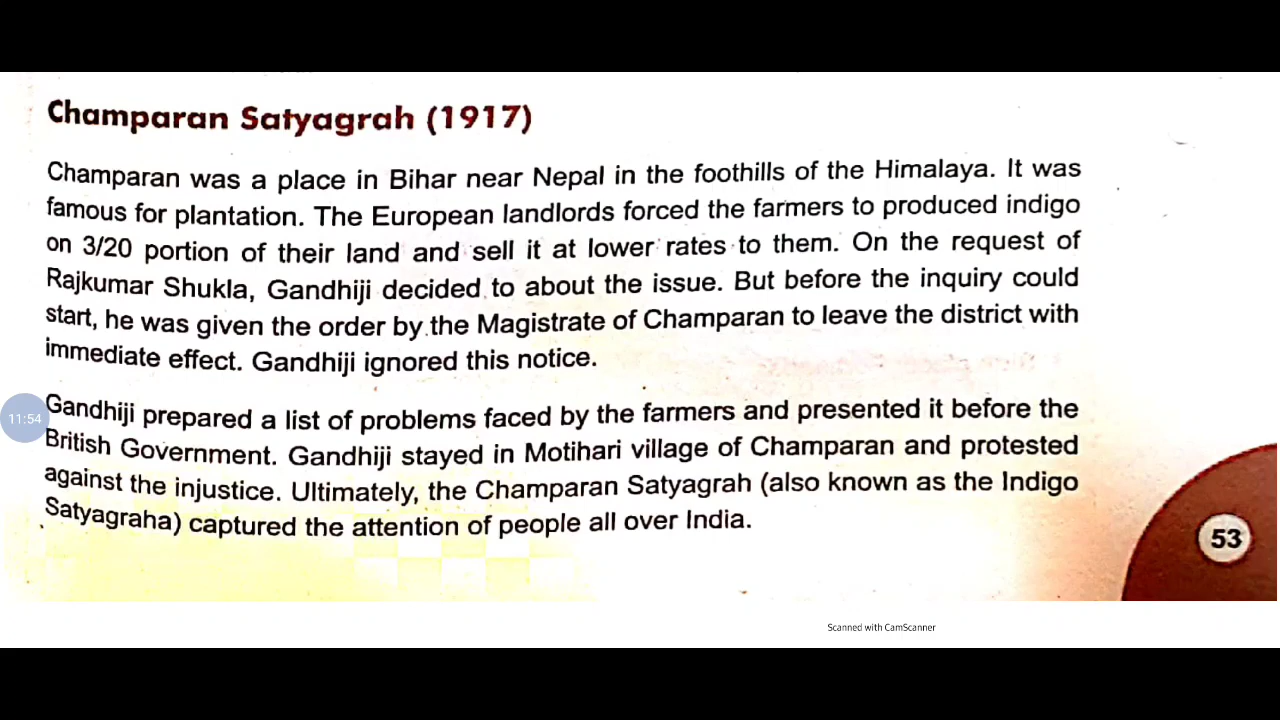 Champaran Satyagrah (1917)
Champaran was a place in Bihar near Nepal in the foothills of the Himalaya. It was
famous for plantation. The European landlords forced the farmers to produced indigo
on 3/20 portion of their land and sell it at lower rates to them. On the request of
Rajkumar Shukla, Gandhiji decided to about the issue. But before the inquiry could
start, he was given the order by the Magistrate of Champaran to leave the district with
immediate effect. Gandhiji ignored this notice.
11:54
Gandhiji prepared a list of problems faced by the farmers and presented it before the
British Government. Gandhiji stayed in Motihari village of Champaran and protested
against the injustice. Ultimately, the Champaran Satyagrah (also known as the Indigo
Satyagraha) captured the attention of people all over India.
53
Scanned with CamScanner